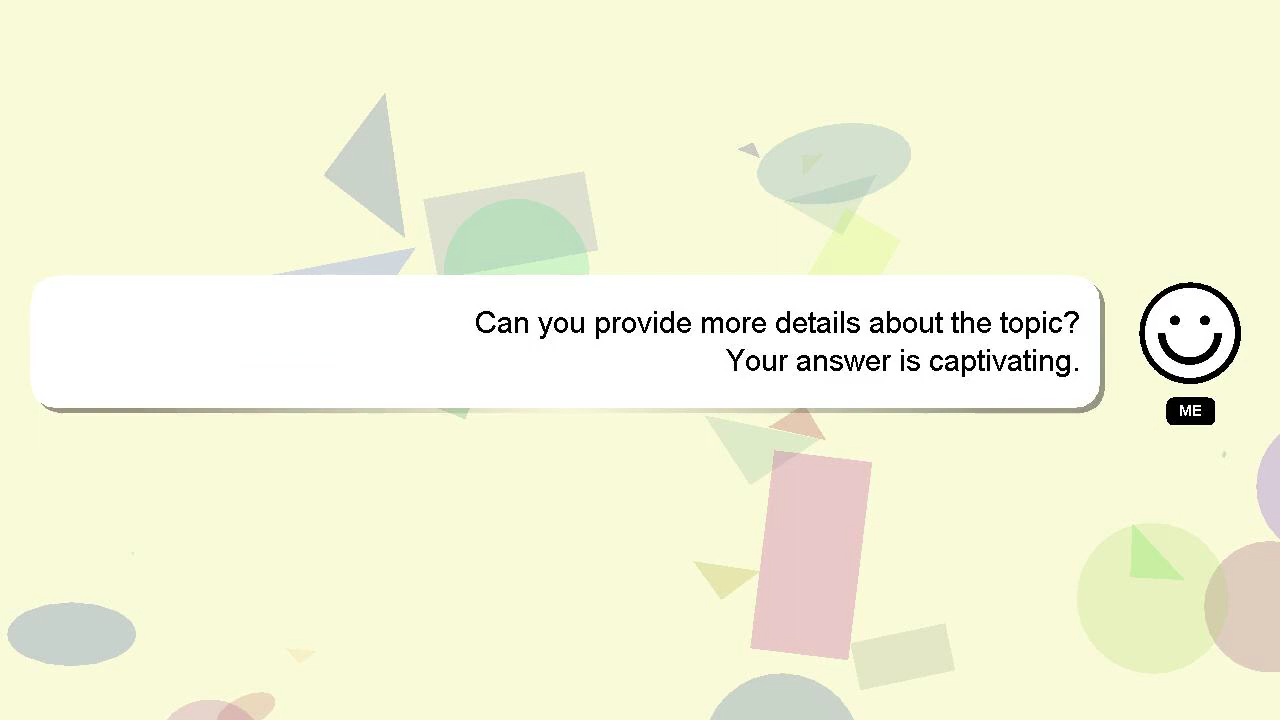 Can you provide more details about the topic?
Your answer is captivating.
ME